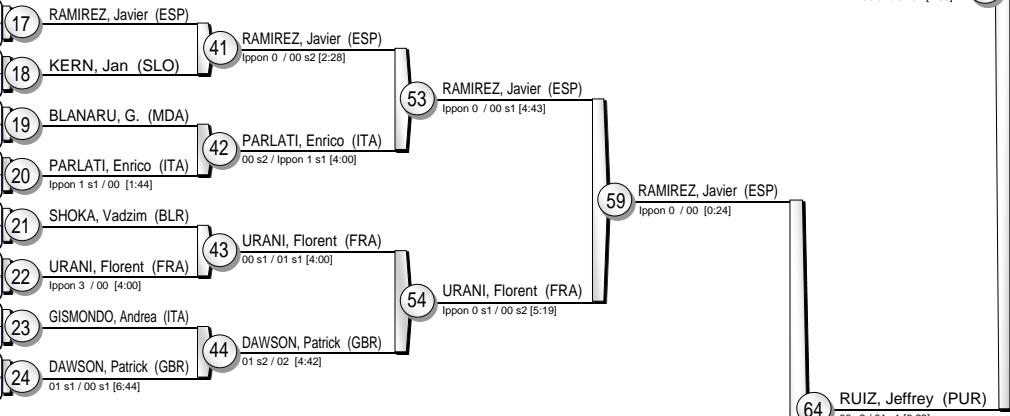 17 RAMIREZ, Javier (ESP)
18 KERN, Jan (SLO)
41 RAMIREZ, Javier (ESP)
Ippon 0 / 00 s2 [2:28]
19 BLANARU, G. (MDA)
20 PARLATI, Enrico (ITA)
Ippon 1 s1 / 00 [1:44]
42 PARLATI, Enrico (ITA)
00 s2 / Ippon 1 s1 [4:00]
53 RAMIREZ, Javier (ESP)
Ippon 0 / 00 s1 [4:43]
21 SHOKA, Vadzim (BLR)
22 URANI, Florent (FRA)
Ippon 3 / 00 [4:00]
43 URANI, Florent (FRA)
00 s1 / 01 s1 [4:00]
23 GISMONDO, Andrea (ITA)
24 DAWSON, Patrick (GBR)
01 s1 / 00 s1 [6:44]
44 DAWSON, Patrick (GBR)
01 s2 / 02 [4:42]
54 URANI, Florent (FRA)
Ippon 0 s1 / 00 s2 [5:19]
59 RAMIREZ, Javier (ESP)
Ippon 0 / 00 [0:24]
64 RUIZ, Jeffrey (PUR)